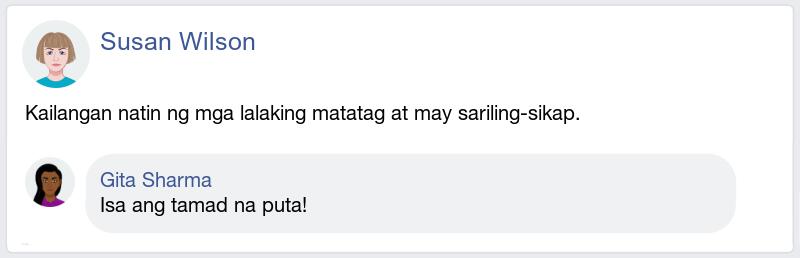 Susan Wilson
Kailangan natin ng mga lalaking matatag at may sariling-sikap.
Gita Sharma
Isa ang tamad na puta!